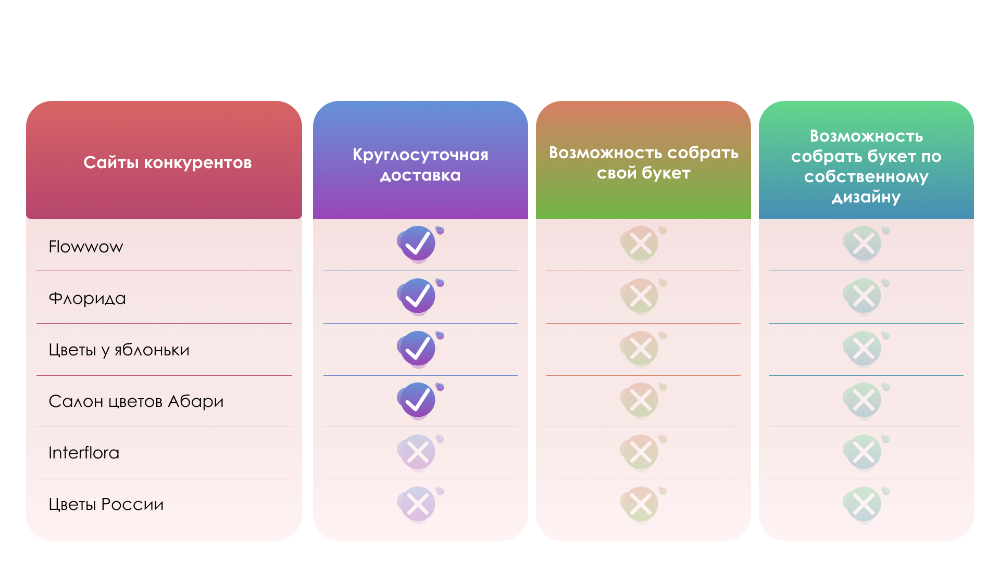 Сайты конкурентов
Круглосуточная
доставка
Возможность собрать
свой букет
Возможность
собрать букет по
собственному
дизайну
Flowwow
Флорида
Цветы у яблоньки
Салон цветов Абари
Interflora
Цветы России